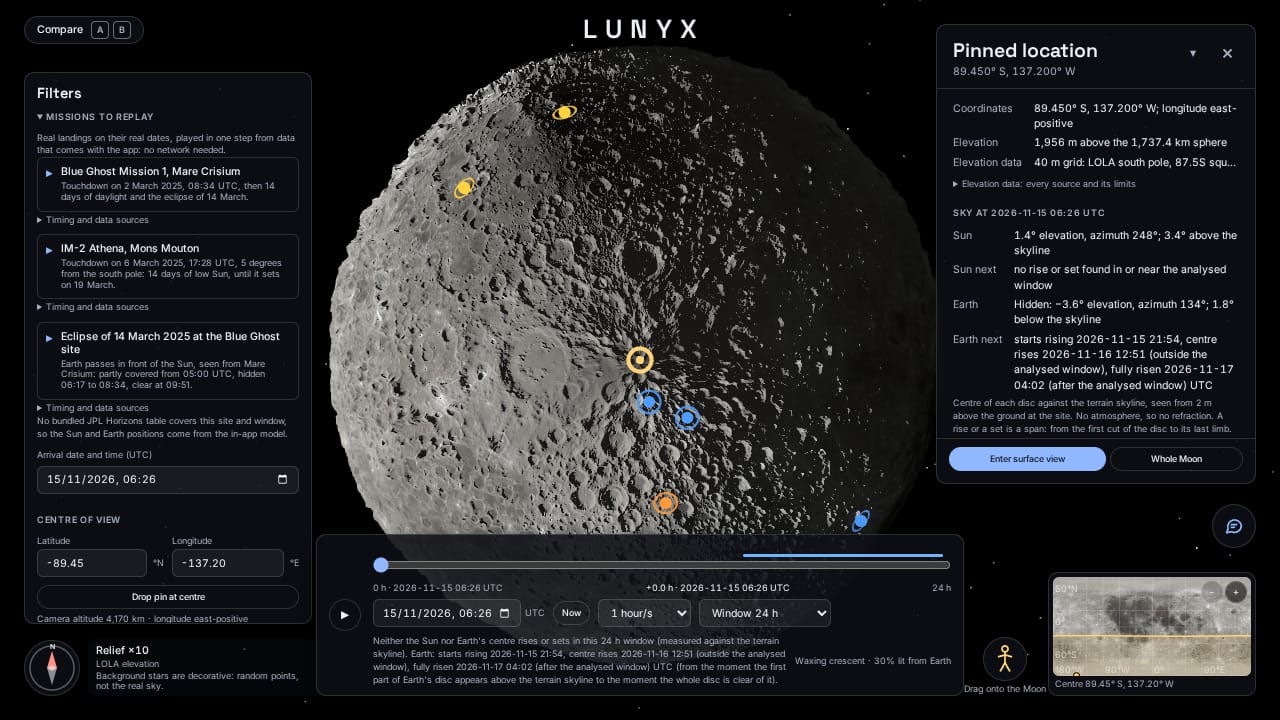 Compare A B
LUNYX
Filters
▼ MISSIONS TO REPLAY
Real landings on their real dates, played in one step from data
that comes with the app: no network needed.
Blue Ghost Mission 1, Mare Crisium
Touchdown on 2 March 2025, 08:34 UTC, then 14
days of daylight and the eclipse of 14 March.
Timing and data sources
IM-2 Athena, Mons Mouton
Touchdown on 6 March 2025, 17:28 UTC, 5 degrees
from the south pole: 14 days of low Sun, until it sets
on 19 March.
Timing and data sources
Eclipse of 14 March 2025 at the Blue Ghost
site
Earth passes in front of the Sun, seen from Mare
Crisium: partly covered from 05:00 UTC, hidden
06:17 to 08:34, clear at 09:51.
Timing and data sources
No bundled JPL Horizons table covers this site and window,
so the Sun and Earth positions come from the in-app model.
Arrival date and time (UTC)
15/11/2026, 06:26
CENTRE OF VIEW
Latitude Longitude
-89.45 °N -137.20 °E
Drop pin at centre
Camera altitude 4,170 km · longitude east-positive
N
Relief ×10
LOLA elevation
Background stars are decorative: random points,
not the real sky.
0 h · 2026-11-15 06:26 UTC +0.0 h · 2026-11-15 06:26 UTC 24 h
15/11/2026, 06:26 UTC Now 1 hour/s Window 24 h
Neither the Sun nor Earth's centre rises or sets in this 24 h window (measured against the terrain
skyline). Earth: starts rising 2026-11-15 21:54, centre rises 2026-11-16 12:51 (outside the
analysed window), fully risen 2026-11-17 04:02 (after the analysed window) UTC (from the moment the first
part of Earth's disc appears above the terrain skyline to the moment the whole disc is clear of it).
Waxing crescent · 30% lit from Earth
Pinned location
89.450° S, 137.200° W
Coordinates 89.450° S, 137.200° W; longitude east-
positive
Elevation 1,956 m above the 1,737.4 km sphere
Elevation data 40 m grid: LOLA south pole, 87.5S squ…
Elevation data: every source and its limits
SKY AT 2026-11-15 06:26 UTC
Sun 1.4° elevation, azimuth 248°; 3.4° above the
skyline
Sun next no rise or set found in or near the analysed
window
Earth Hidden: −3.6° elevation, azimuth 134°; 1.8°
below the skyline
Earth next starts rising 2026-11-15 21:54, centre
rises 2026-11-16 12:51 (outside the
analysed window), fully risen 2026-11-17
04:02 (after the analysed window) UTC
Centre of each disc against the terrain skyline, seen from 2 m
above the ground at the site. No atmosphere, so no refraction. A
rise or a set is a span: from the first cut of the disc to its last limb.
Enter surface view Whole Moon
Drag onto the Moon
60°N
0°
60°S
180°W 90°W 0° 90°E
Centre 89.45° S, 137.20° W